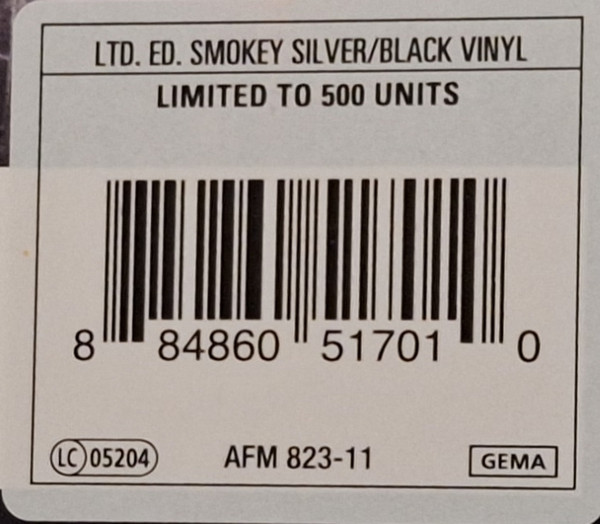 LTD. ED. SMOKEY SILVER/BLACK VINYL
LIMITED TO 500 UNITS
8 84860 51701 0
LC 05204 AFM 823-11 GEMA